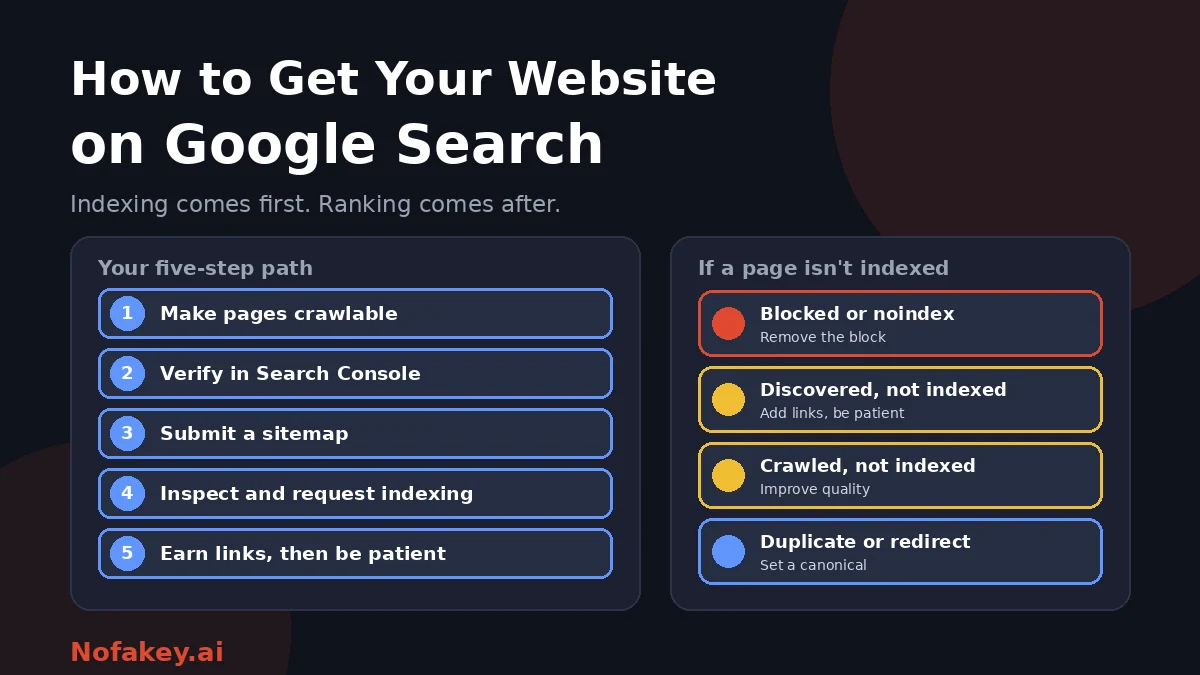 How to Get Your Website
on Google Search
Indexing comes first. Ranking comes after.
Your five-step path
1 Make pages crawlable
2 Verify in Search Console
3 Submit a sitemap
4 Inspect and request indexing
5 Earn links, then be patient
If a page isn't indexed
Blocked or noindex
Remove the block
Discovered, not indexed
Add links, be patient
Crawled, not indexed
Improve quality
Duplicate or redirect
Set a canonical
Nofakey.ai